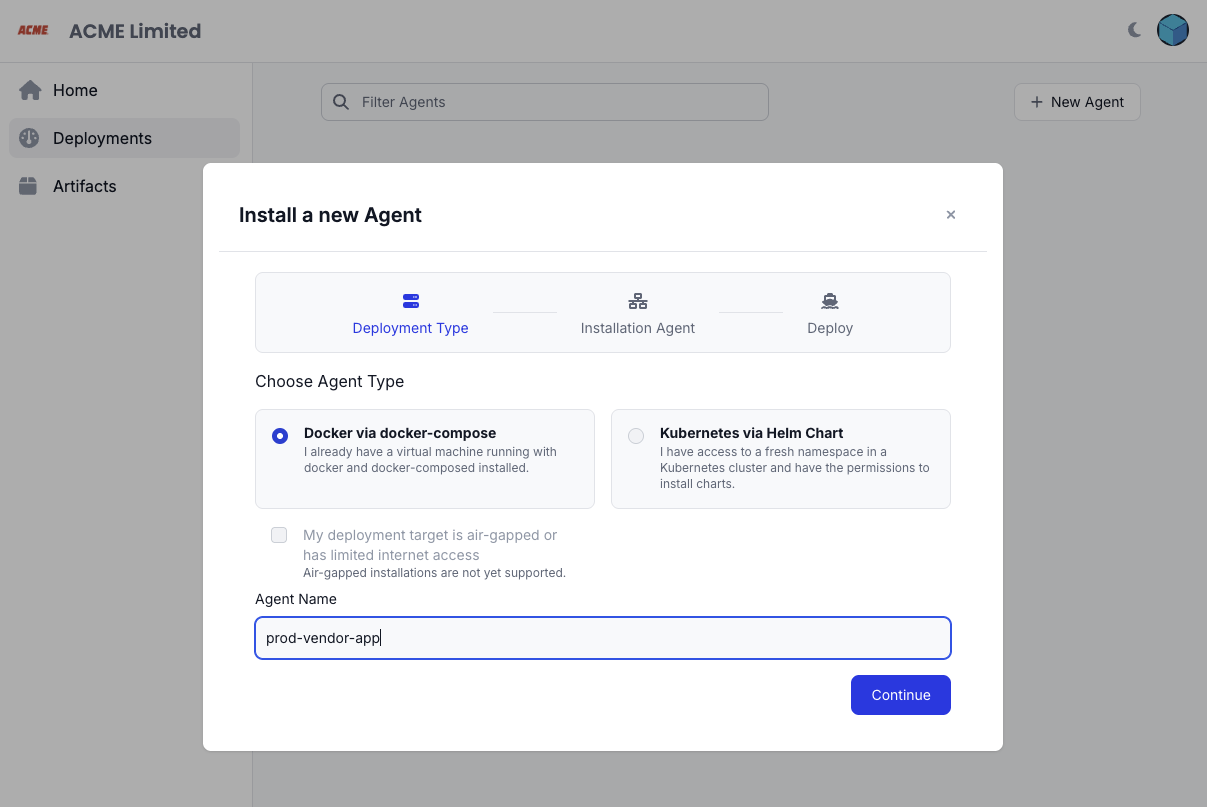 ACME
ACME Limited
Home
Deployments
Artifacts
Filter Agents
+ New Agent
Install a new Agent
×
Deployment Type
Installation Agent
Deploy
Choose Agent Type
Docker via docker-compose
I already have a virtual machine running with
docker and docker-composed installed.
Kubernetes via Helm Chart
I have access to a fresh namespace in a
Kubernetes cluster and have the permissions to
install charts.
My deployment target is air-gapped or
has limited internet access
Air-gapped installations are not yet supported.
Agent Name
prod-vendor-app
Continue